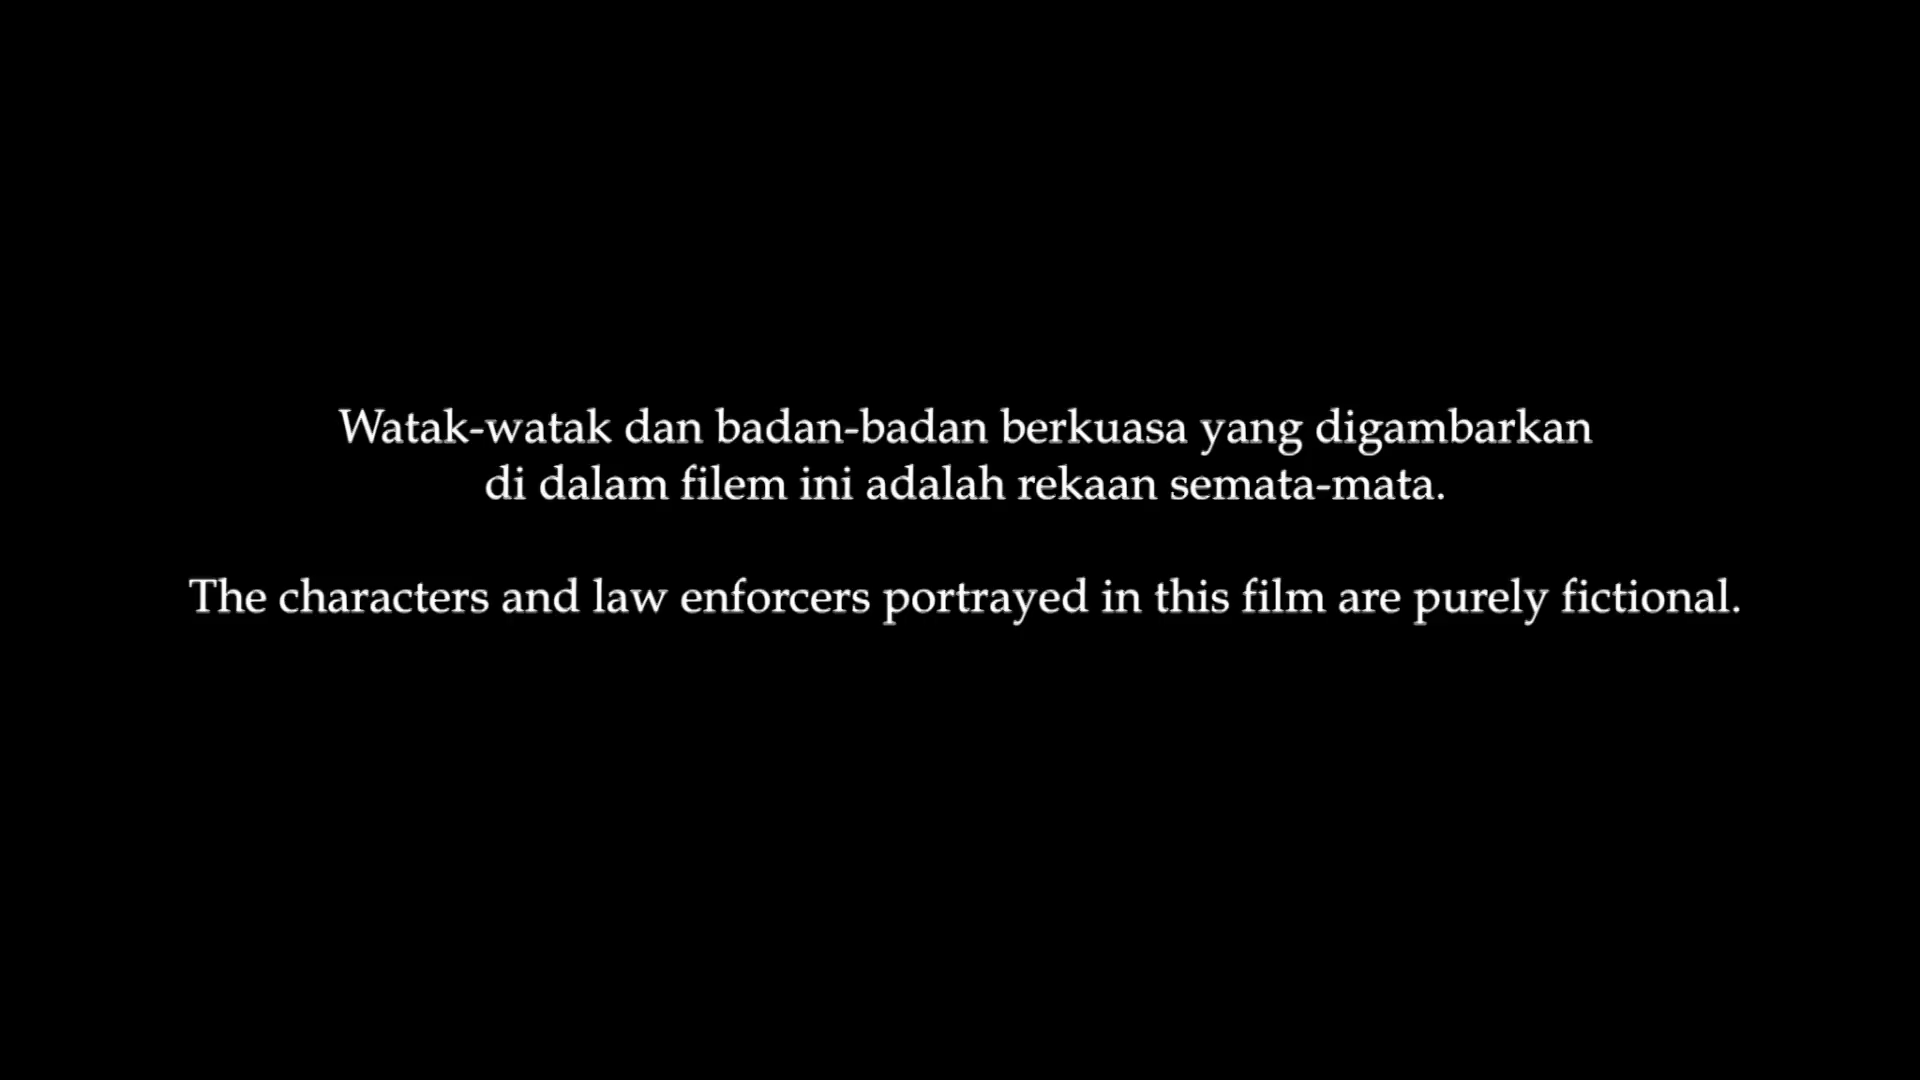 Watak-watak dan badan-badan berkuasa yang digambarkan
di dalam filem ini adalah rekaan semata-mata.
The characters and law enforcers portrayed in this film are purely fictional.